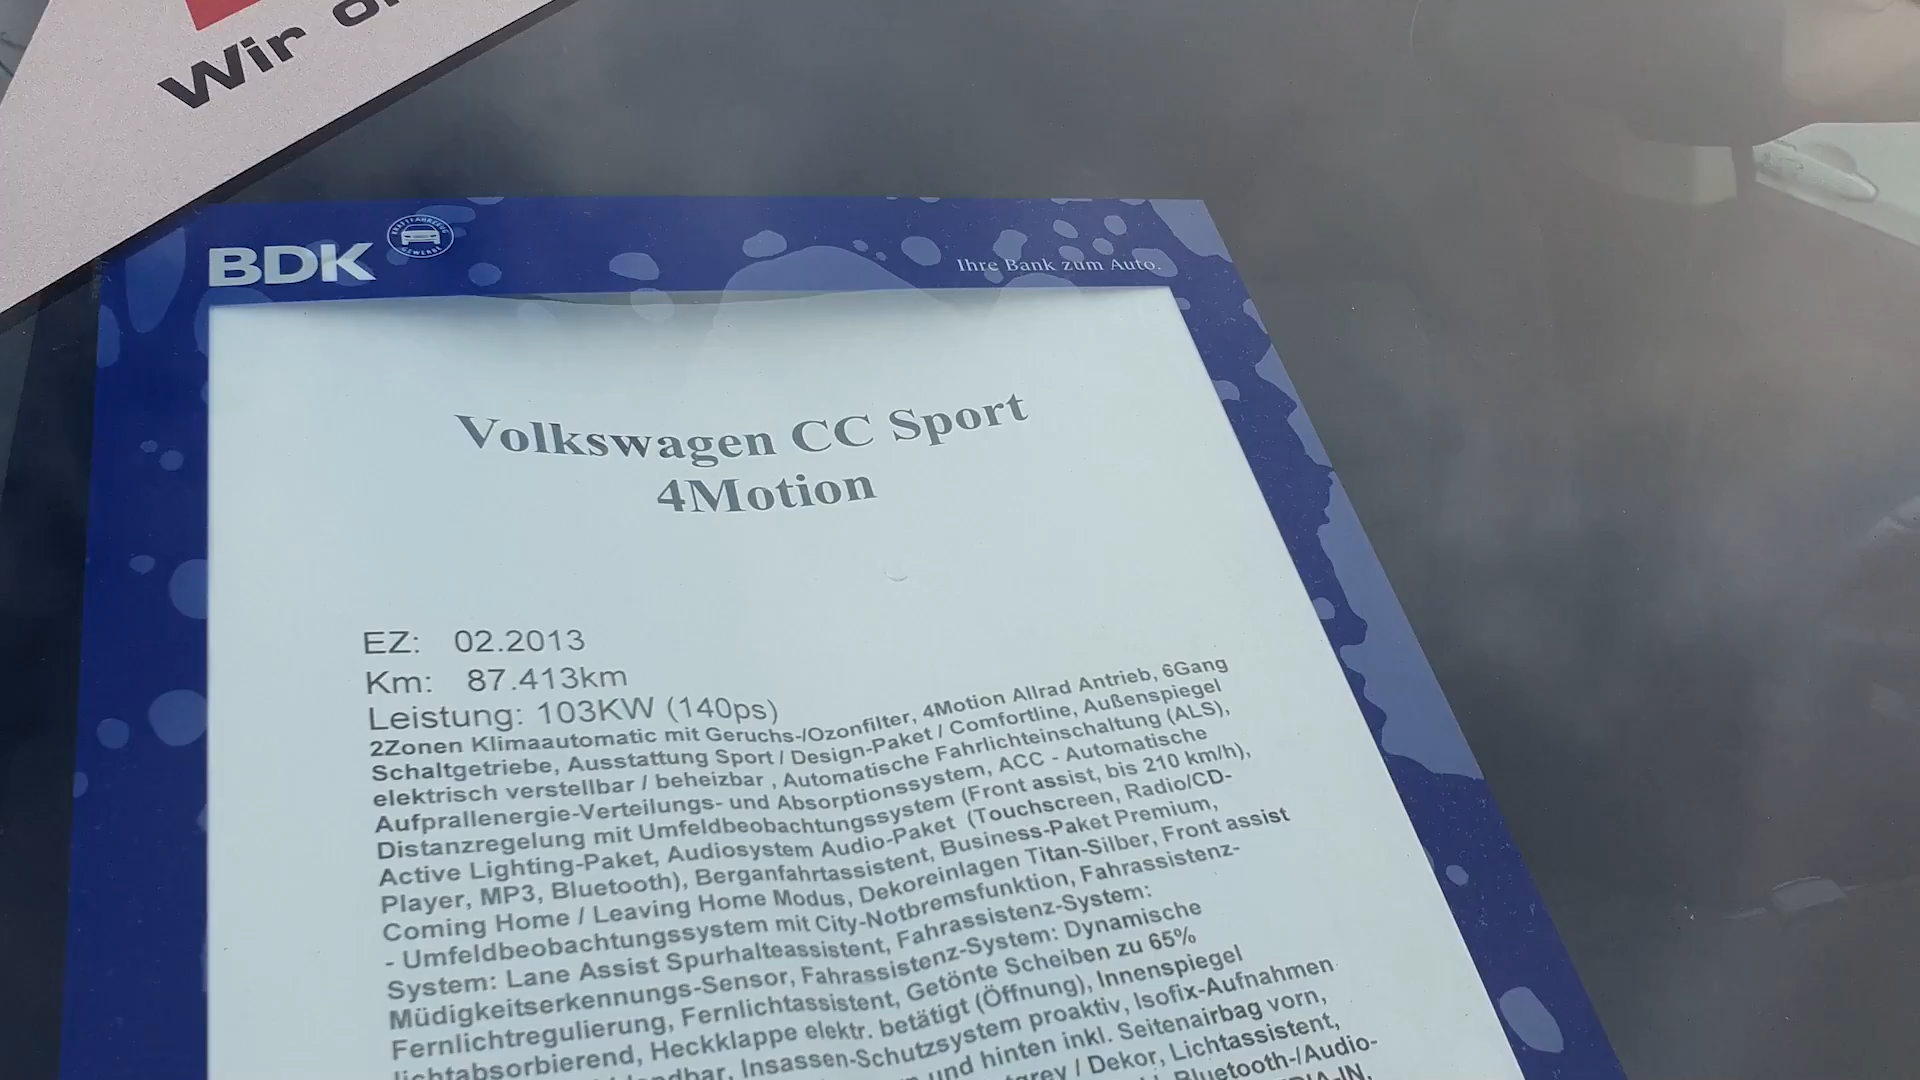 Wir
BDK
KRAFTFAHRZEUG
GEWERBE
Ihre Bank zum Auto.
Volkswagen CC Sport
4Motion
EZ: 02.2013
Km: 87.413km
Leistung: 103KW (140ps)
2Zonen Klimaautomatic mit Geruchs-/Ozonfilter, 4Motion Allrad Antrieb, 6Gang
Schaltgetriebe, Ausstattung Sport / Design-Paket / Comfortline, Außenspiegel
elektrisch verstellbar / beheizbar , Automatische Fahrlichteinschaltung (ALS),
Aufprallenergie-Verteilungs- und Absorptionssystem, ACC - Automatische
Distanzregelung mit Umfeldbeobachtungssystem (Front assist, bis 210 km/h),
Active Lighting-Paket, Audiosystem Audio-Paket (Touchscreen, Radio/CD-
Player, MP3, Bluetooth), Berganfahrtassistent, Business-Paket Premium,
Coming Home / Leaving Home Modus, Dekoreinlagen Titan-Silber, Front assist
- Umfeldbeobachtungssystem mit City-Notbremsfunktion, Fahrassistenz-
System: Lane Assist Spurhalteassistent, Fahrassistenz-System:
Müdigkeitserkennungs-Sensor, Fahrassistenz-System: Dynamische
Fernlichtregulierung, Fernlichtassistent, Getönte Scheiben zu 65%
lichtabsorbierend, Heckklappe elektr. betätigt (Öffnung), Innenspiegel
Insassen-Schutzsystem proaktiv, Isofix-Aufnahmen
und hinten inkl. Seitenairbag vorn,
/ Dekor, Lichtassistent,
Bluetooth-/Audio-